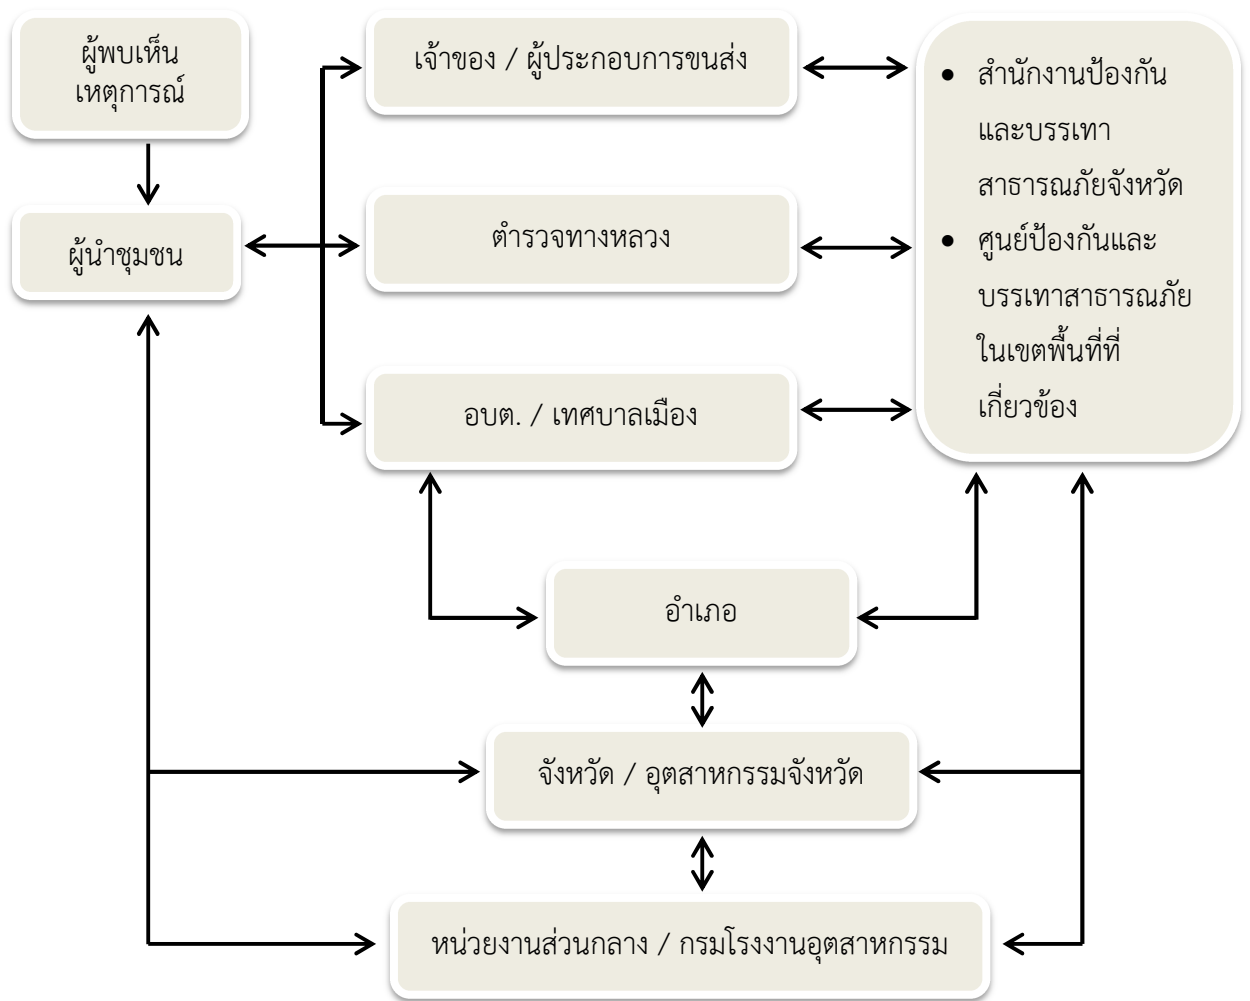 ผู้พบเห็น
เหตุการณ์
เจ้าของ / ผู้ประกอบการขนส่ง
• สำนักงานป้องกัน
และบรรเทา
สาธารณภัยจังหวัด
• ศูนย์ป้องกันและ
บรรเทาสาธารณภัย
ในเขตพื้นที่ที่
เกี่ยวข้อง
ผู้นำชุมชน
ตำรวจทางหลวง
อบต. / เทศบาลเมือง
อำเภอ
จังหวัด / อุตสาหกรรมจังหวัด
หน่วยงานส่วนกลาง / กรมโรงงานอุตสาหกรรม